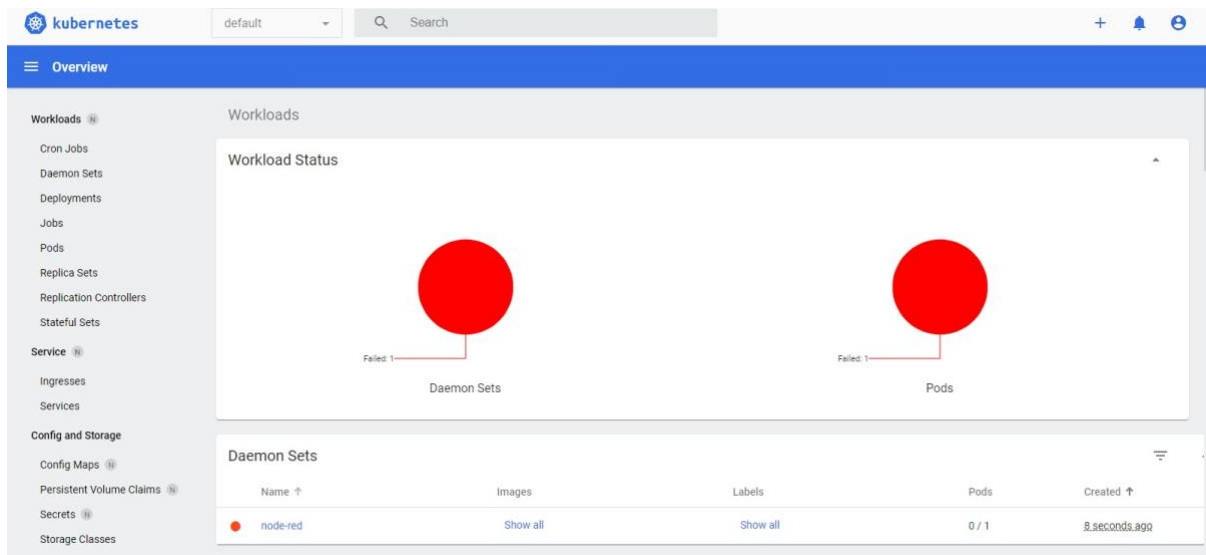 kubernetes
default
Search
Overview
Workloads N
Cron Jobs
Daemon Sets
Deployments
Jobs
Pods
Replica Sets
Replication Controllers
Stateful Sets
Service N
Ingresses
Services
Config and Storage
Config Maps N
Persistent Volume Claims N
Secrets N
Storage Classes
Workloads
Workload Status
Failed: 1
Daemon Sets
Failed: 1
Pods
Daemon Sets
Name Images Labels Pods Created
node-red Show all Show all 0 / 1 8 seconds ago